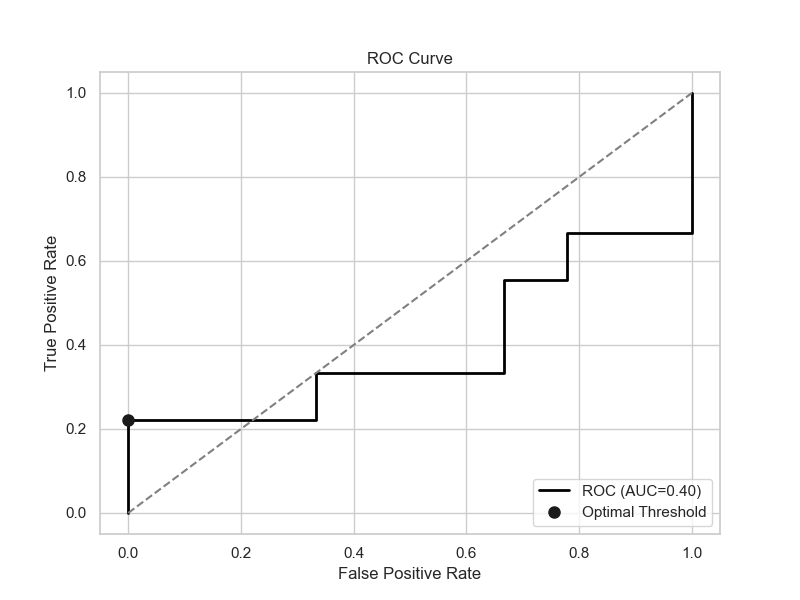 ROC Curve
True Positive Rate
1.0
0.8
0.6
0.4
0.2
0.0
ROC (AUC=0.40)
Optimal Threshold
0.0 0.2 0.4 0.6 0.8 1.0
False Positive Rate